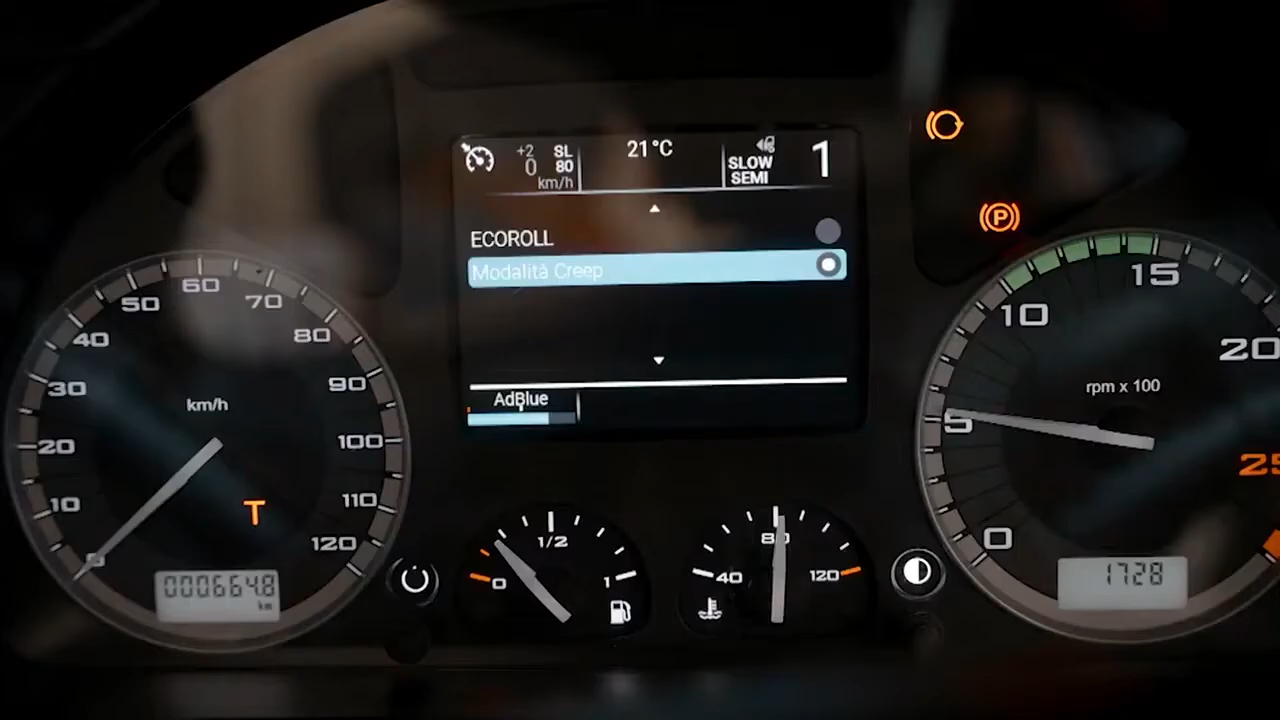 +2 SL
0 80
km/h
21°C
SLOW
SEMI
1
P
ECOROLL
Modalità Creep
AdBlue
0 10 20 30 40 50 60 70 80 90 100 110 120
km/h
T
0006648
km
0 1/2 1
40 80 120
0 5 10 15 20 25
rpm x 100
1728